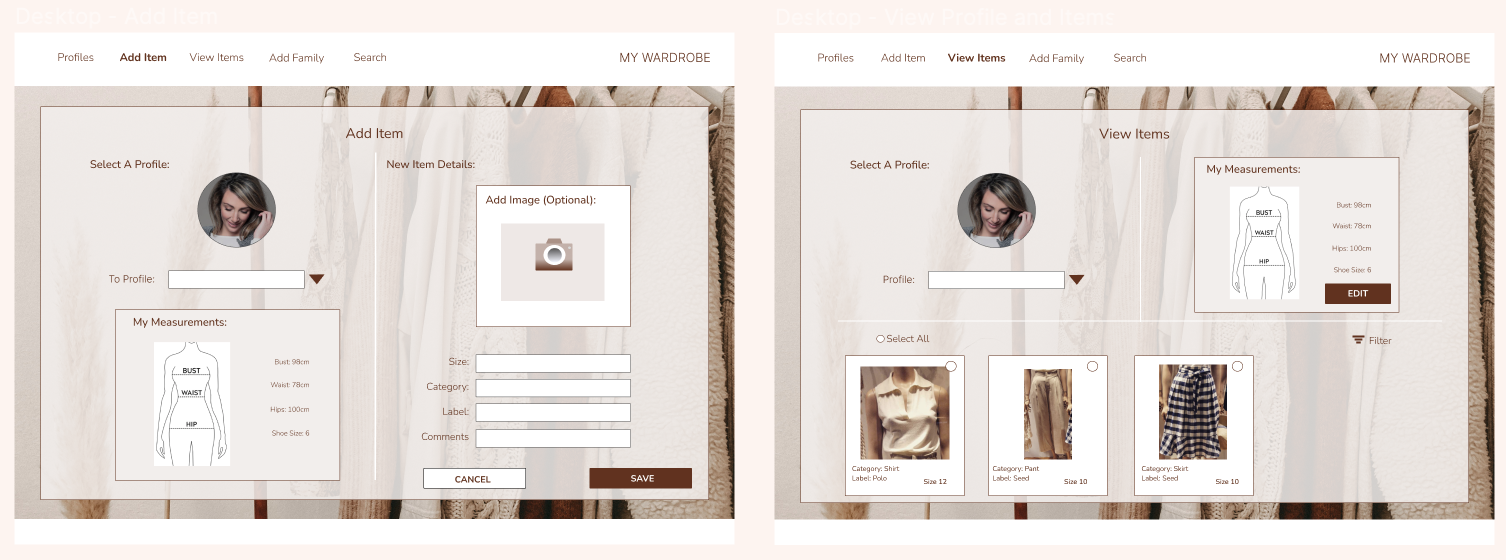 Desktop - Add Item
Profiles Add Item View Items Add Family Search MY WARDROBE
Add Item
Select A Profile:
New Item Details:
Add Image (Optional):
To Profile:
My Measurements:
BUST
WAIST
HIP
Bust: 98cm
Waist: 78cm
Hips: 100cm
Shoe Size: 6
Size:
Category:
Label:
Comments
CANCEL
SAVE
Desktop - View Profile and Items
Profiles Add Item View Items Add Family Search MY WARDROBE
View Items
Select A Profile:
Profile:
My Measurements:
BUST
WAIST
HIP
Bust: 98cm
Waist: 78cm
Hips: 100cm
Shoe Size: 6
EDIT
Select All
Filter
Category: Shirt
Label: Polo
Size 12
Category: Pant
Label: Seed
Size 10
Category: Skirt
Label: Seed
Size 10